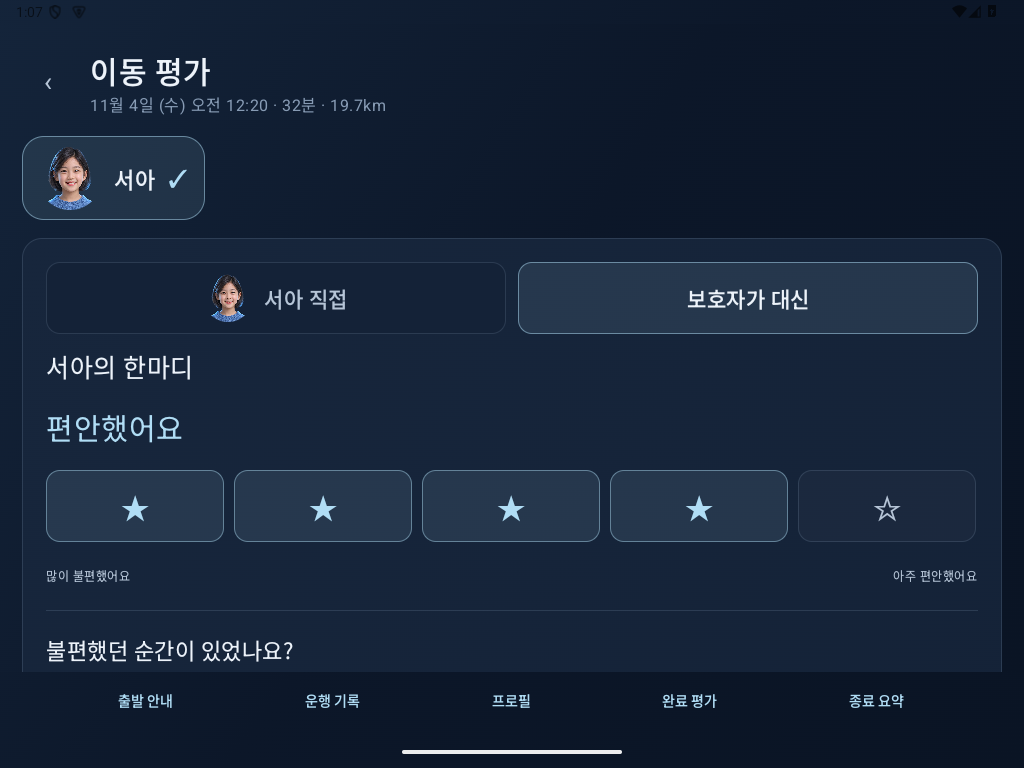 1:07
이동 평가
11월 4일 (수) 오전 12:20 · 32분 · 19.7km
서아 ✓
서아 직접
보호자가 대신
서아의 한마디
편안했어요
많이 불편했어요
아주 편안했어요
불편했던 순간이 있었나요?
출발 안내
운행 기록
프로필
완료 평가
종료 요약